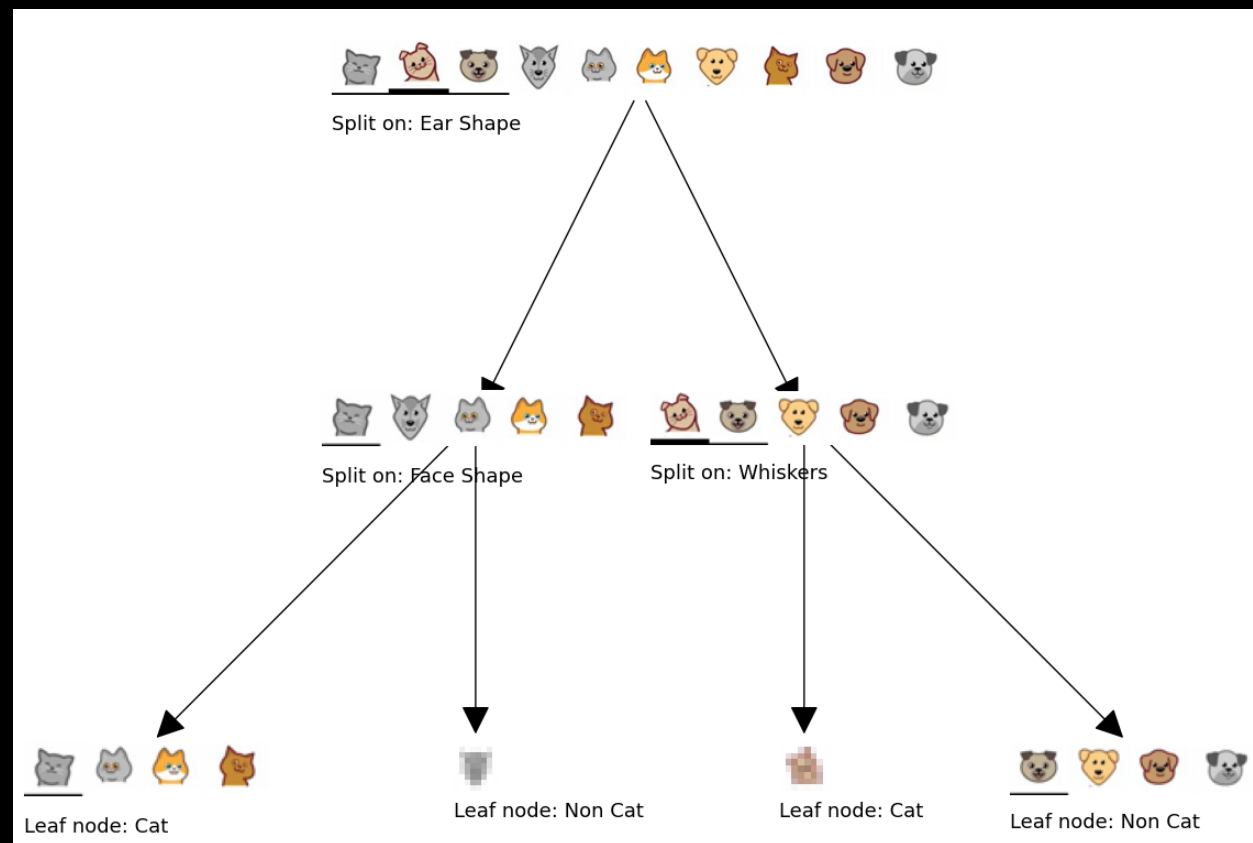 Split on: Ear Shape
Split on: Face Shape
Split on: Whiskers
Leaf node: Cat
Leaf node: Non Cat
Leaf node: Cat
Leaf node: Non Cat